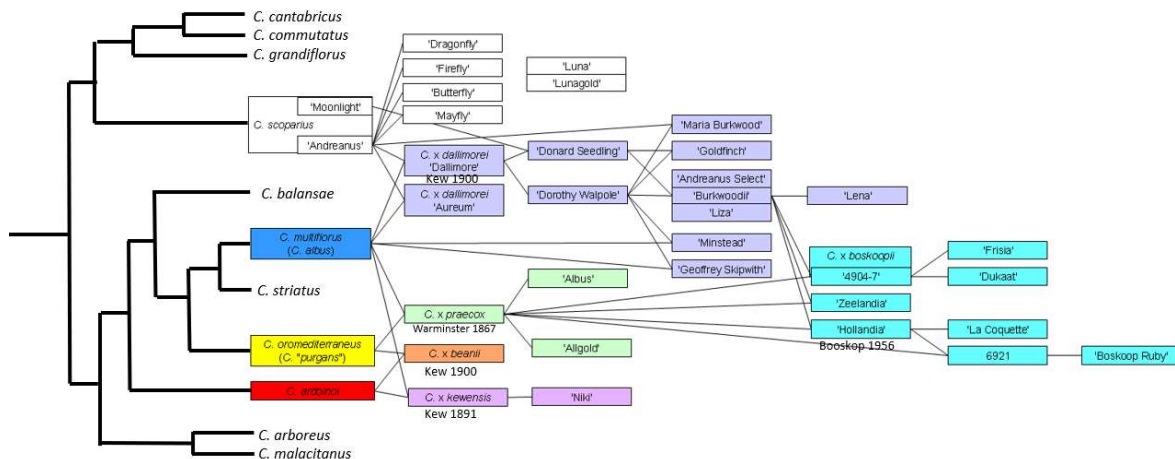 C. cantabricus
C. commutatus
C. grandiflorus
'Dragonfly'
'Firefly'
'Luna'
'Lunagold'
'Butterfly'
'Moonlight'
'Mayfly'
C. scoparius
'Andreanus'
'Maria Burkwood'
C. x dallimorei
'Dallimore'
Kew 1900
'Donard Seedling'
'Goldfinch'
'Andreanus Select'
C. balansae
C. x dallimorei
'Aureum'
'Dorothy Walpole'
'Burkwoodii'
'Lena'
'Liza'
C. multiflorus
(C. albus)
'Minstead'
C. x boskoopii
'Frisia'
'Geoffrey Skipwith'
'4904-7'
'Dukaat'
C. striatus
'Albus'
'Zeelandia'
C. x praecox
Warminster 1867
'Hollandia'
Booskop 1956
'La Coquette'
C. oromediterraneus
(C. "purgans")
C. x beanii
Kew 1900
'Allgold'
6921
'Boskoop Ruby'
C. ardoinoi
C. x kewensis
Kew 1891
'Niki'
C. arboreus
C. malacitanus